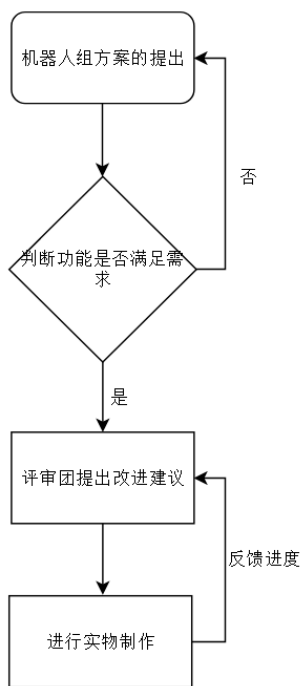 机器人组方案的提出
否
判断功能是否满足需
求
是
评审团提出改进建议
反馈进度
进行实物制作